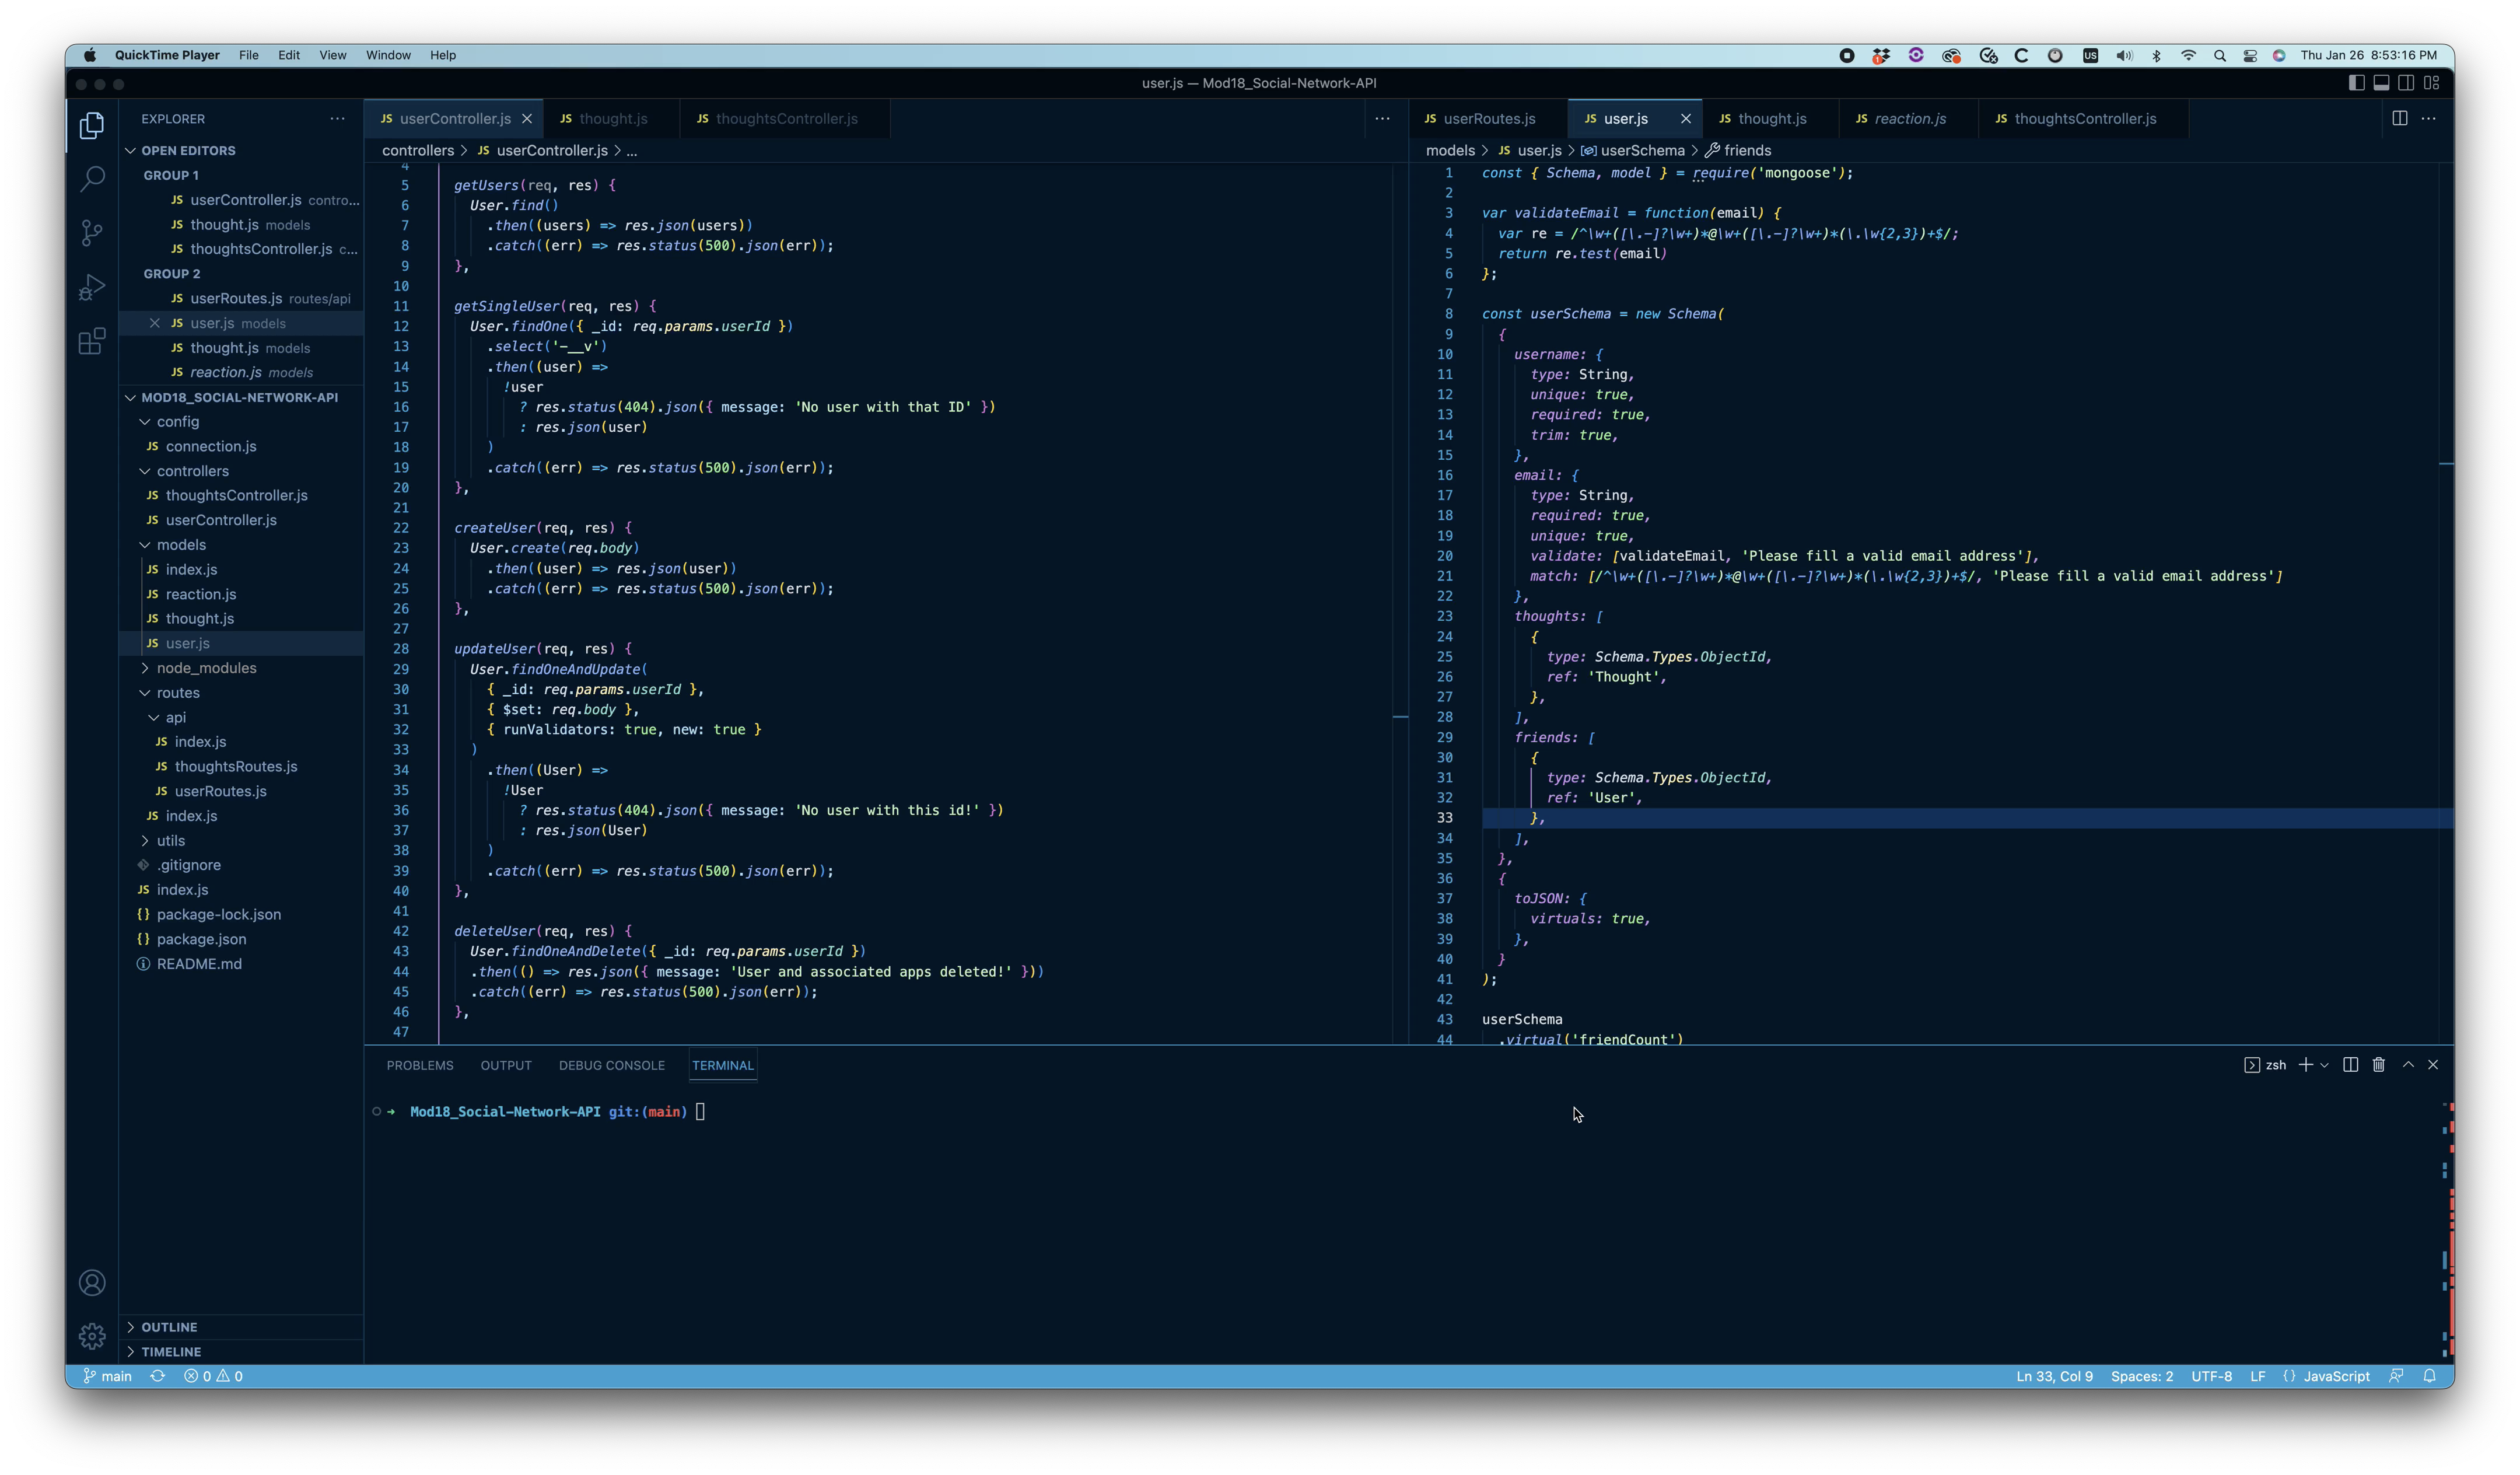 QuickTime Player File Edit View Window Help US Thu Jan 26 8:53:16 PM
user.js — Mod18_Social-Network-API
EXPLORER
OPEN EDITORS
GROUP 1
JS userController.js contro...
JS thought.js models
JS thoughtsController.js c...
GROUP 2
JS userRoutes.js routes/api
JS user.js models
JS thought.js models
JS reaction.js models
MOD18_SOCIAL-NETWORK-API
config
JS connection.js
controllers
JS thoughtsController.js
JS userController.js
models
JS index.js
JS reaction.js
JS thought.js
JS user.js
node_modules
routes
api
JS index.js
JS thoughtsRoutes.js
JS userRoutes.js
JS index.js
utils
.gitignore
JS index.js
{} package-lock.json
{} package.json
README.md
OUTLINE
TIMELINE
JS userController.js JS thought.js JS thoughtsController.js
controllers > JS userController.js > ...
4
5 getUsers(req, res) {
6 User.find()
7 .then((users) => res.json(users))
8 .catch((err) => res.status(500).json(err));
9 },
10
11 getSingleUser(req, res) {
12 User.findOne({ _id: req.params.userId })
13 .select('-__v')
14 .then((user) =>
15 !user
16 ? res.status(404).json({ message: 'No user with that ID' })
17 : res.json(user)
18 )
19 .catch((err) => res.status(500).json(err));
20 },
21
22 createUser(req, res) {
23 User.create(req.body)
24 .then((user) => res.json(user))
25 .catch((err) => res.status(500).json(err));
26 },
27
28 updateUser(req, res) {
29 User.findOneAndUpdate(
30 { _id: req.params.userId },
31 { $set: req.body },
32 { runValidators: true, new: true }
33 )
34 .then((User) =>
35 !User
36 ? res.status(404).json({ message: 'No user with this id!' })
37 : res.json(User)
38 )
39 .catch((err) => res.status(500).json(err));
40 },
41
42 deleteUser(req, res) {
43 User.findOneAndDelete({ _id: req.params.userId })
44 .then(() => res.json({ message: 'User and associated apps deleted!' }))
45 .catch((err) => res.status(500).json(err));
46 },
47
JS userRoutes.js JS user.js JS thought.js JS reaction.js JS thoughtsController.js
models > JS user.js > userSchema > friends
1 const { Schema, model } = require('mongoose');
2
3 var validateEmail = function(email) {
4 var re = /^\w+([\.-]?\w+)*@\w+([\.-]?\w+)*(\.\w{2,3})+$/;
5 return re.test(email)
6 };
7
8 const userSchema = new Schema(
9 {
10 username: {
11 type: String,
12 unique: true,
13 required: true,
14 trim: true,
15 },
16 email: {
17 type: String,
18 required: true,
19 unique: true,
20 validate: [validateEmail, 'Please fill a valid email address'],
21 match: [/^\w+([\.-]?\w+)*@\w+([\.-]?\w+)*(\.\w{2,3})+$/, 'Please fill a valid email address']
22 },
23 thoughts: [
24 {
25 type: Schema.Types.ObjectId,
26 ref: 'Thought',
27 },
28 ],
29 friends: [
30 {
31 type: Schema.Types.ObjectId,
32 ref: 'User',
33 },
34 ],
35 },
36 {
37 toJSON: {
38 virtuals: true,
39 },
40 }
41 );
42
43 userSchema
44 .virtual('friendCount')
PROBLEMS OUTPUT DEBUG CONSOLE TERMINAL zsh
Mod18_Social-Network-API git:(main)
main 0 0 Ln 33, Col 9 Spaces: 2 UTF-8 LF {} JavaScript